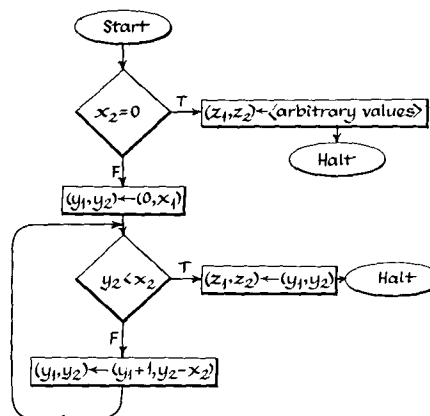 Start
x₂=0
T
(z₁,z₂)←⟨arbitrary values⟩
Halt
F
(y₁,y₂)←(0,x₁)
y₂<x₂
T
(z₁,z₂)←(y₁,y₂)
Halt
F
(y₁,y₂)←(y₁+1,y₂-x₂)